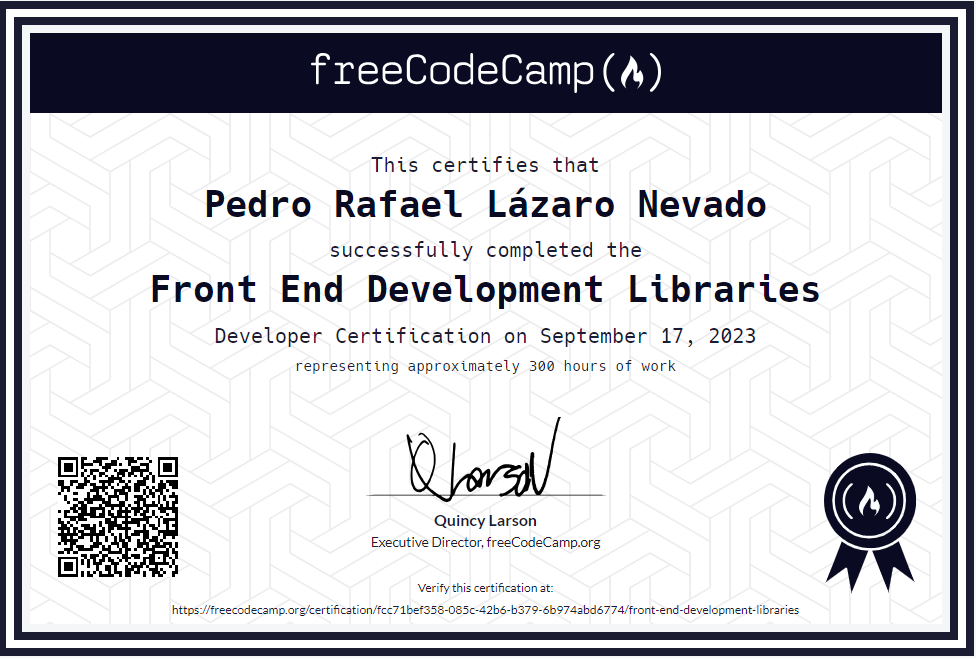 freeCodeCamp(🔥)
This certifies that
Pedro Rafael Lázaro Nevado
successfully completed the
Front End Development Libraries
Developer Certification on September 17, 2023
representing approximately 300 hours of work
QLarson
Quincy Larson
Executive Director, freeCodeCamp.org
Verify this certification at:
https://freecodecamp.org/certification/fcc71bef358-085c-42b6-b379-6b974abd6774/front-end-development-libraries